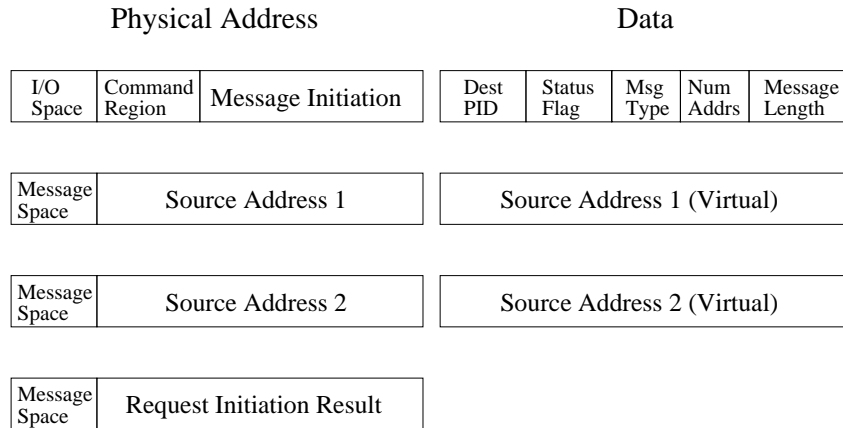 Physical Address Data
I/O Space Command Region Message Initiation Dest PID Status Flag Msg Type Num Addrs Message Length
Message Space Source Address 1 Source Address 1 (Virtual)
Message Space Source Address 2 Source Address 2 (Virtual)
Message Space Request Initiation Result